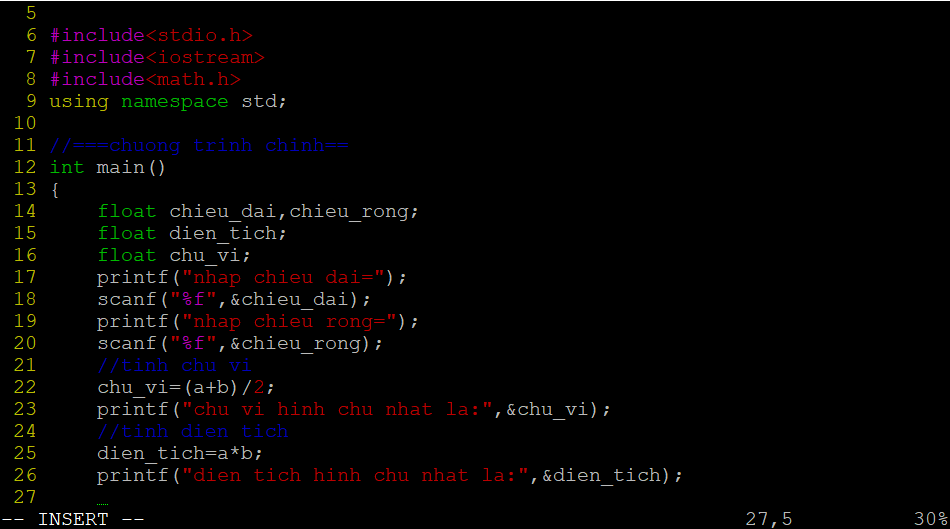 5
6 #include<stdio.h>
7 #include<iostream>
8 #include<math.h>
9 using namespace std;
10
11 //===chuong trinh chinh==
12 int main()
13 {
14     float chieu_dai,chieu_rong;
15     float dien_tich;
16     float chu_vi;
17     printf("nhap chieu dai=");
18     scanf("%f",&chieu_dai);
19     printf("nhap chieu rong=");
20     scanf("%f",&chieu_rong);
21     //tinh chu vi
22     chu_vi=(a+b)/2;
23     printf("chu vi hinh chu nhat la:",&chu_vi);
24     //tinh dien tich
25     dien_tich=a*b;
26     printf("dien tich hinh chu nhat la:",&dien_tich);
27
-- INSERT -- 27,5 30%